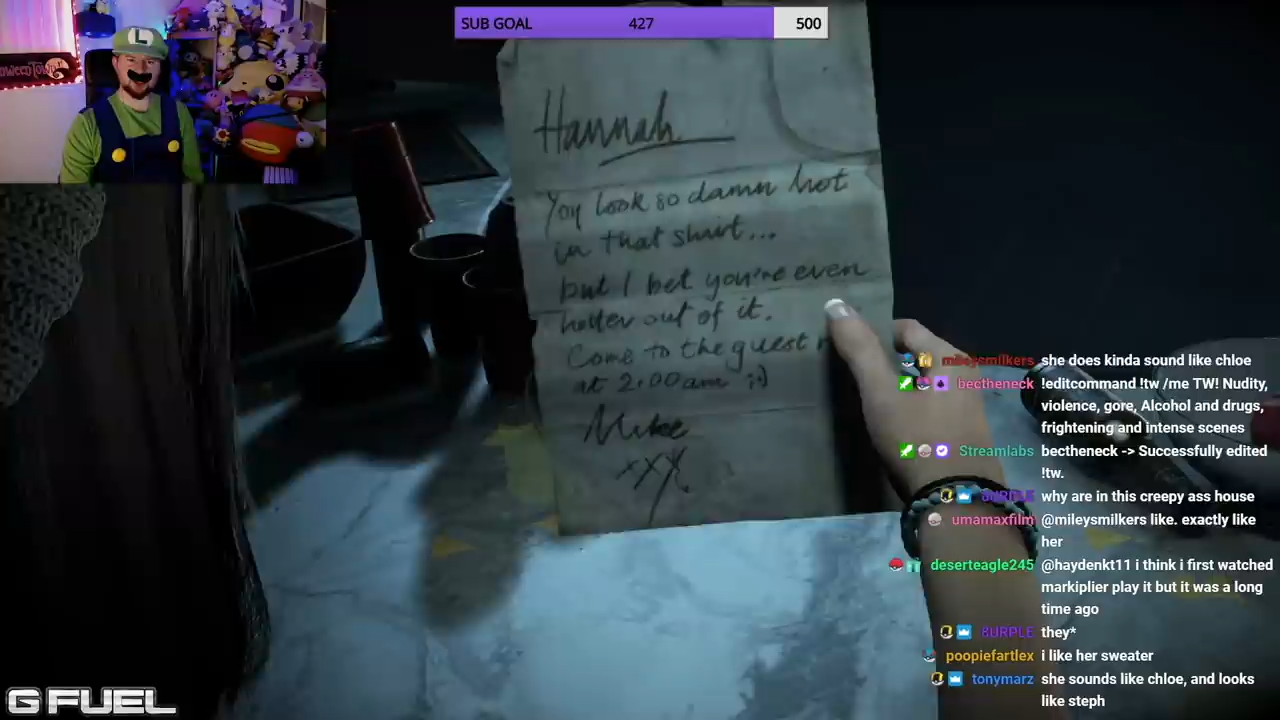 SUB GOAL 427 500
L
Hannah
You look so damn hot
in that shirt...
but I bet you're even
hotter out of it.
Come to the guest
at 2:00am ;)
Mike
xxx
mileysmilkers she does kinda sound like chloe
bectheneck !editcommand !tw /me TW! Nudity,
violence, gore, Alcohol and drugs,
frightening and intense scenes
Streamlabs bectheneck -> Successfully edited
!tw.
8URPLE why are in this creepy ass house
umamaxfilm @mileysmilkers like. exactly like
her
deserteagle245 @haydenkt11 i think i first watched
markiplier play it but it was a long
time ago
8URPLE they*
poopiefartlex i like her sweater
tonymarz she sounds like chloe, and looks
like steph
G FUEL